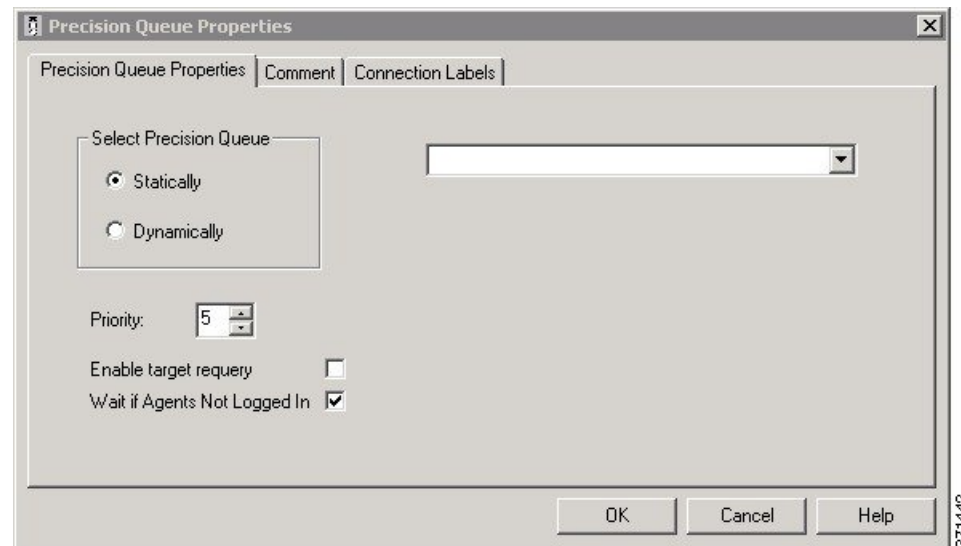 Precision Queue Properties
Precision Queue Properties Comment Connection Labels
Select Precision Queue
Statically
Dynamically
Priority: 5
Enable target requery
Wait if Agents Not Logged In
OK Cancel Help